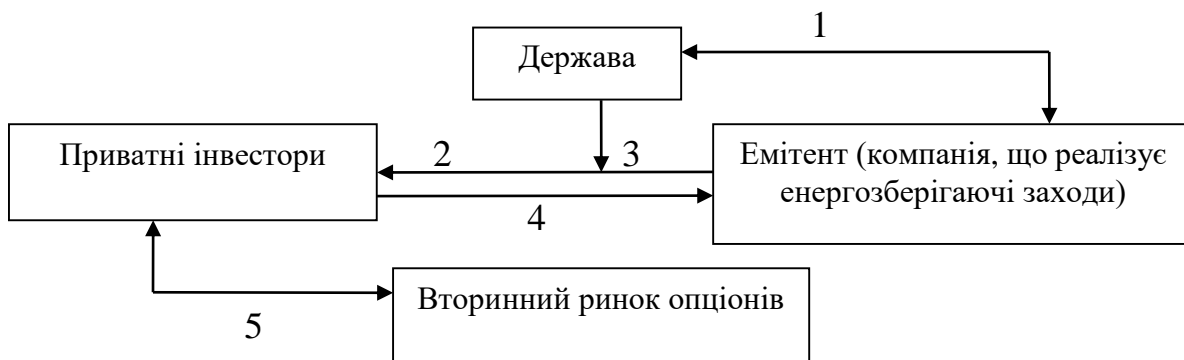 1
Держава
Приватні інвестори
2
3
Емітент (компанія, що реалізує
енергозберігаючі заходи)
4
Вторинний ринок опціонів
5